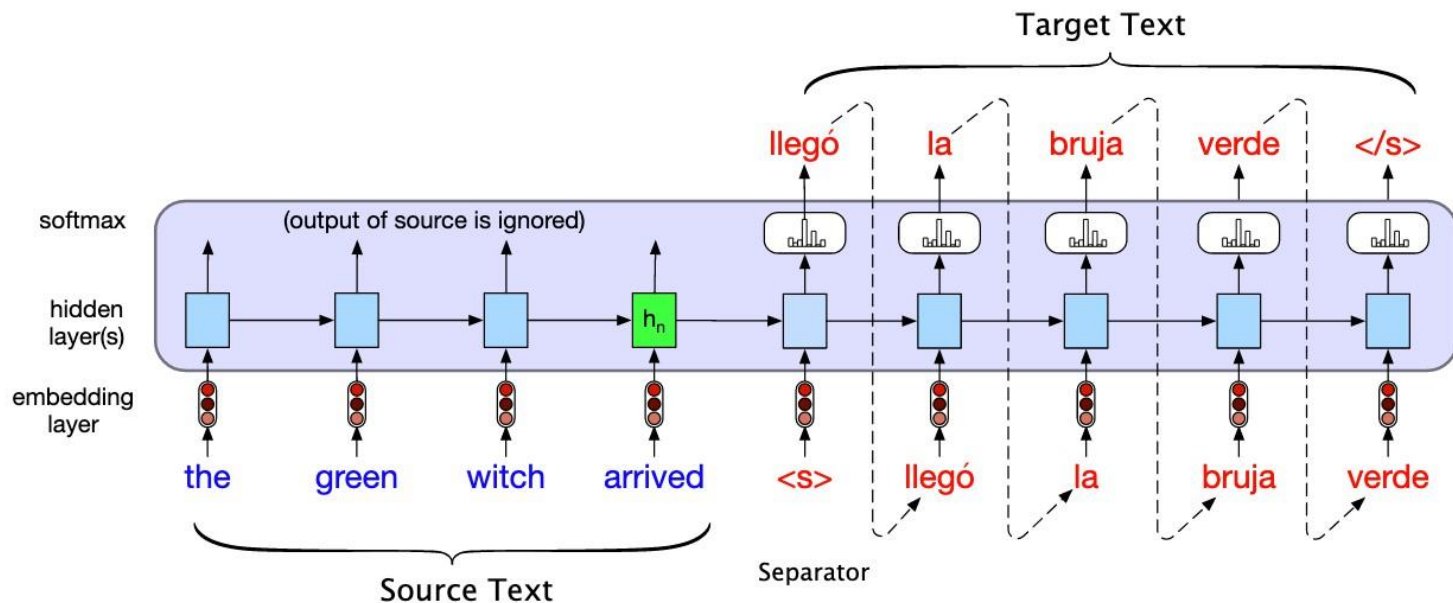 Target Text
llegó la bruja verde </s>
softmax (output of source is ignored)
hidden
layer(s)
hn
embedding
layer
the green witch arrived <s> llegó la bruja verde
Separator
Source Text